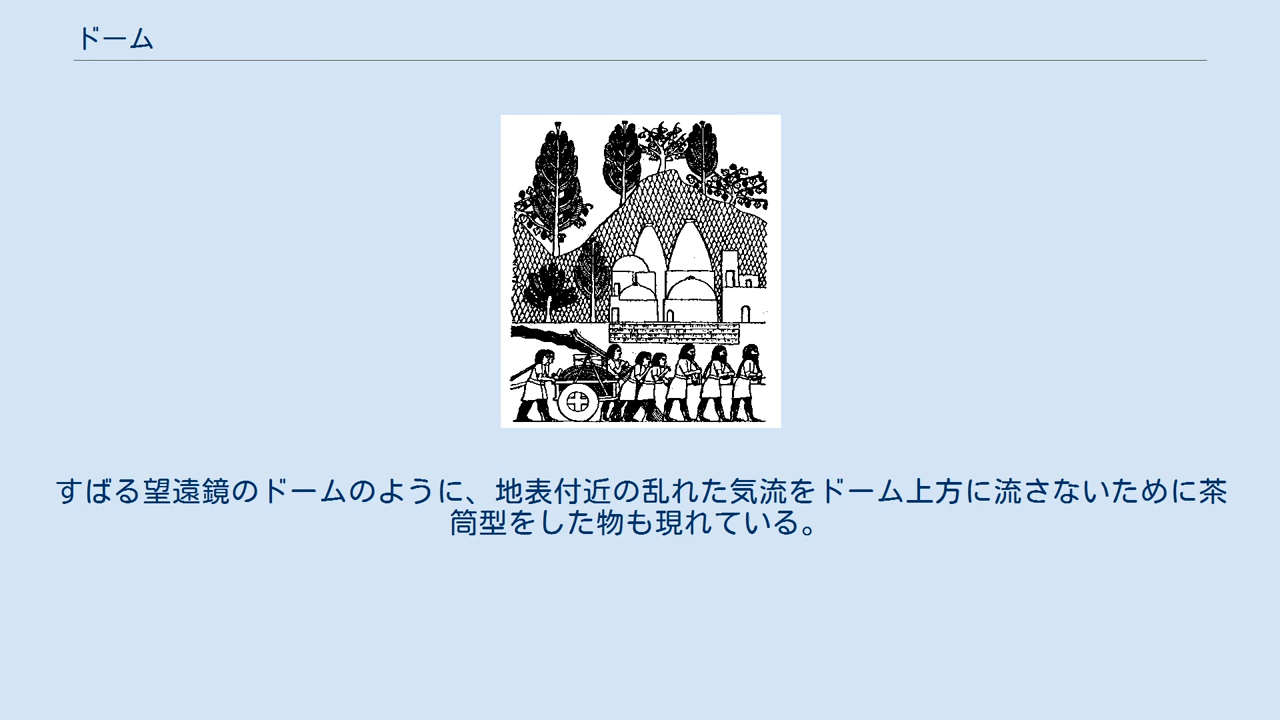 ドーム
すばる望遠鏡のドームのように、地表付近の乱れた気流をドーム上方に流さないために茶
筒型をした物も現れている。